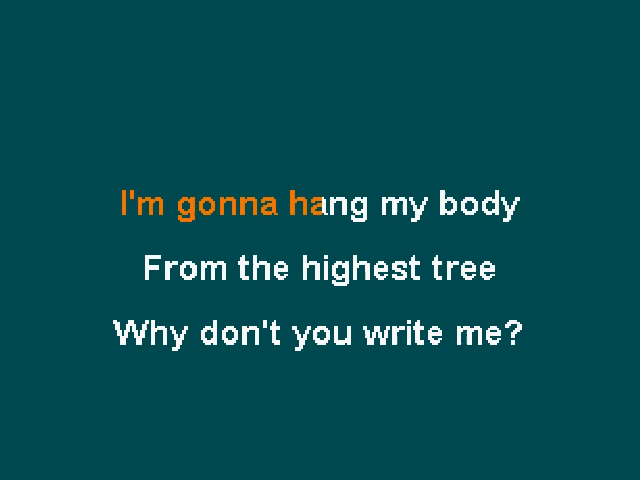 I'm gonna hang my body
From the highest tree
Why don't you write me?